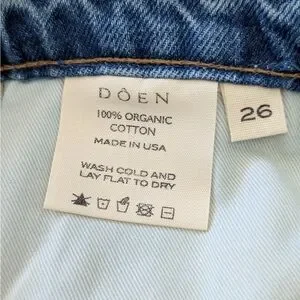 DÔEN
100% ORGANIC
COTTON
MADE IN USA
WASH COLD AND
LAY FLAT TO DRY
26